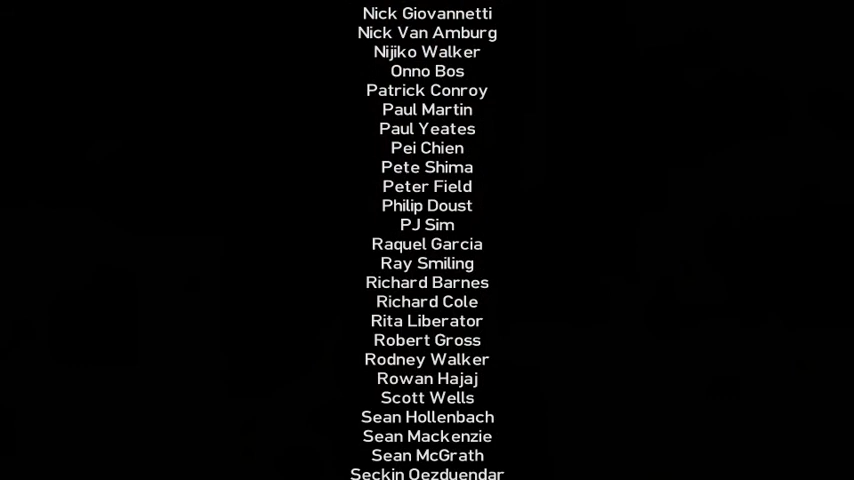 Nick Giovannetti
Nick Van Amburg
Nijiko Walker
Onno Bos
Patrick Conroy
Paul Martin
Paul Yeates
Pei Chien
Pete Shima
Peter Field
Philip Doust
PJ Sim
Raquel Garcia
Ray Smiling
Richard Barnes
Richard Cole
Rita Liberator
Robert Gross
Rodney Walker
Rowan Hajaj
Scott Wells
Sean Hollenbach
Sean Mackenzie
Sean McGrath
Seckin Oezduendar